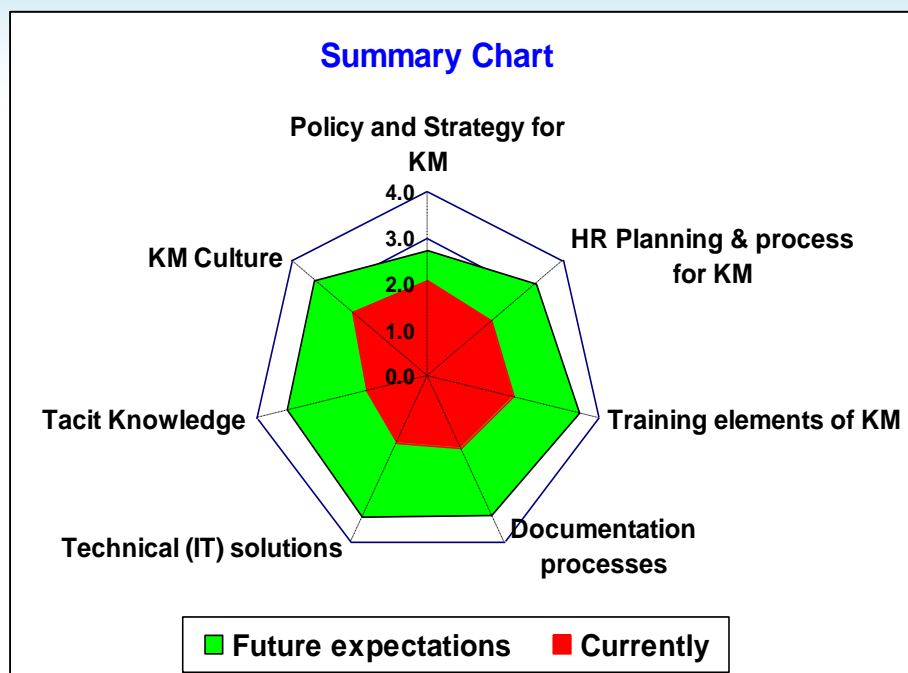 Summary Chart
Policy and Strategy for
KM
4.0
3.0
2.0
1.0
0.0
HR Planning & process
for KM
KM Culture
Tacit Knowledge
Training elements of KM
Technical (IT) solutions
Documentation
processes
Future expectations
Currently